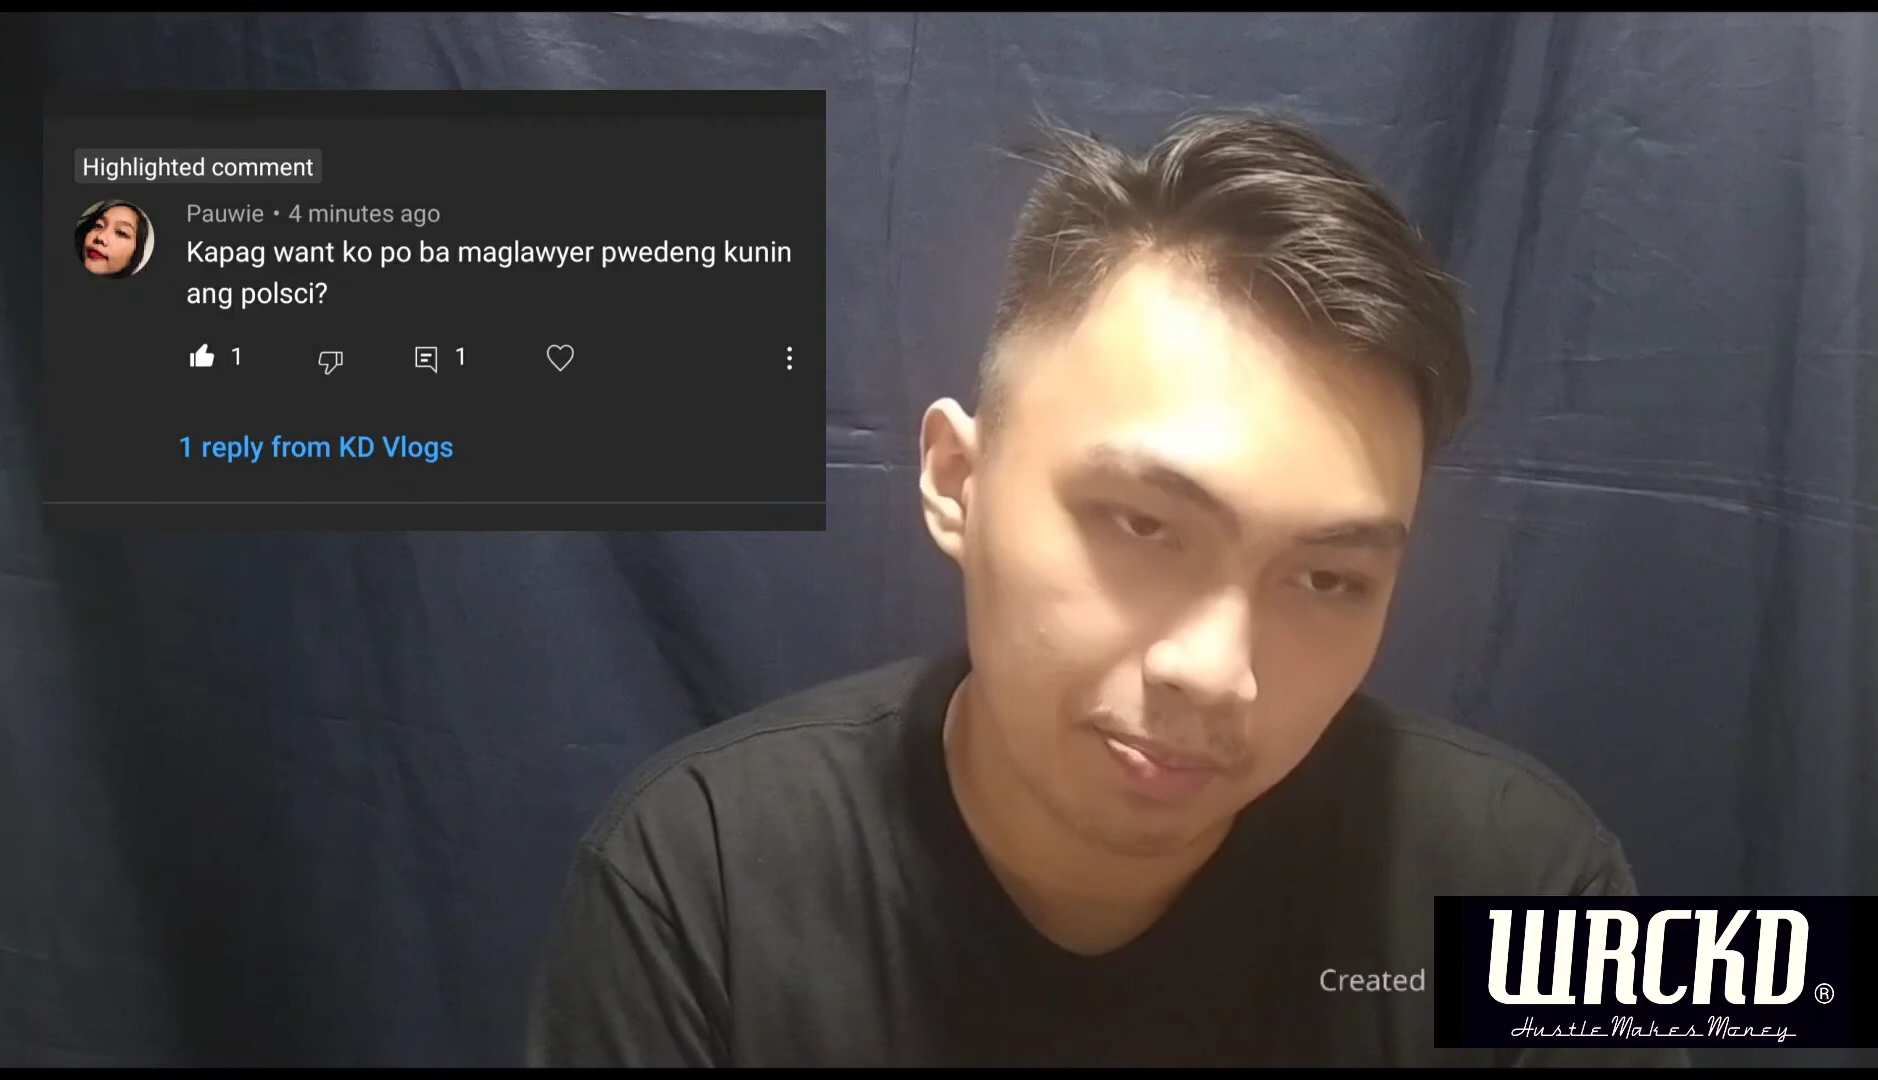 Highlighted comment
Pauwie • 4 minutes ago
Kapag want ko po ba maglawyer pwedeng kunin
ang polsci?
1
1
1 reply from KD Vlogs
Created
WRCKD®
Hustle Makes Money